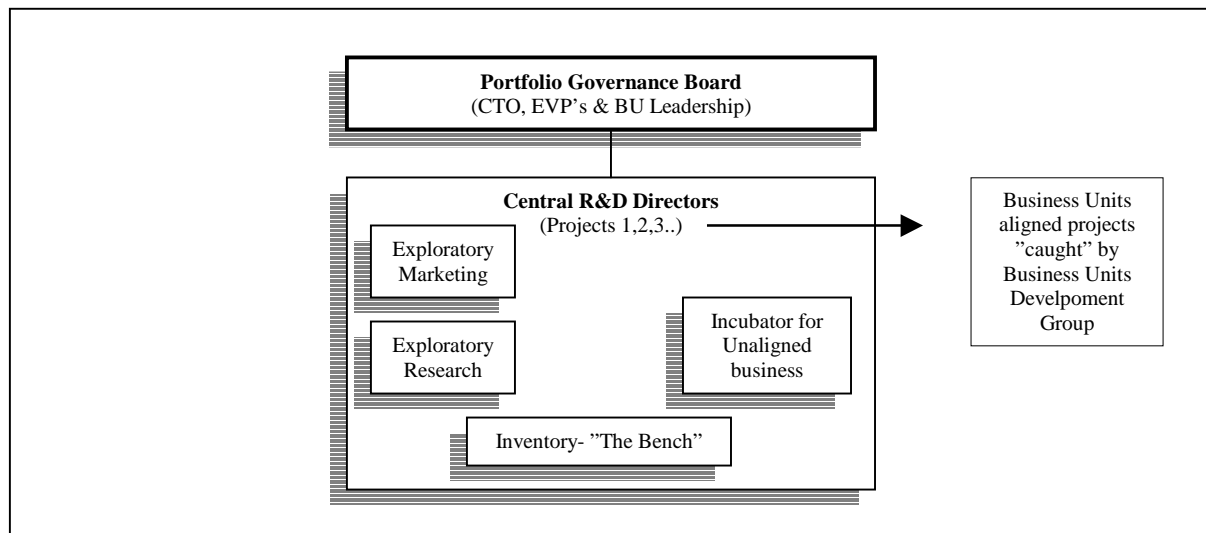 Portfolio Governance Board
(CTO, EVP's & BU Leadership)
Central R&D Directors
(Projects 1,2,3..)
Exploratory
Marketing
Exploratory
Research
Incubator for
Unaligned
business
Inventory- "The Bench"
Business Units
aligned projects
"caught" by
Business Units
Develpoment
Group